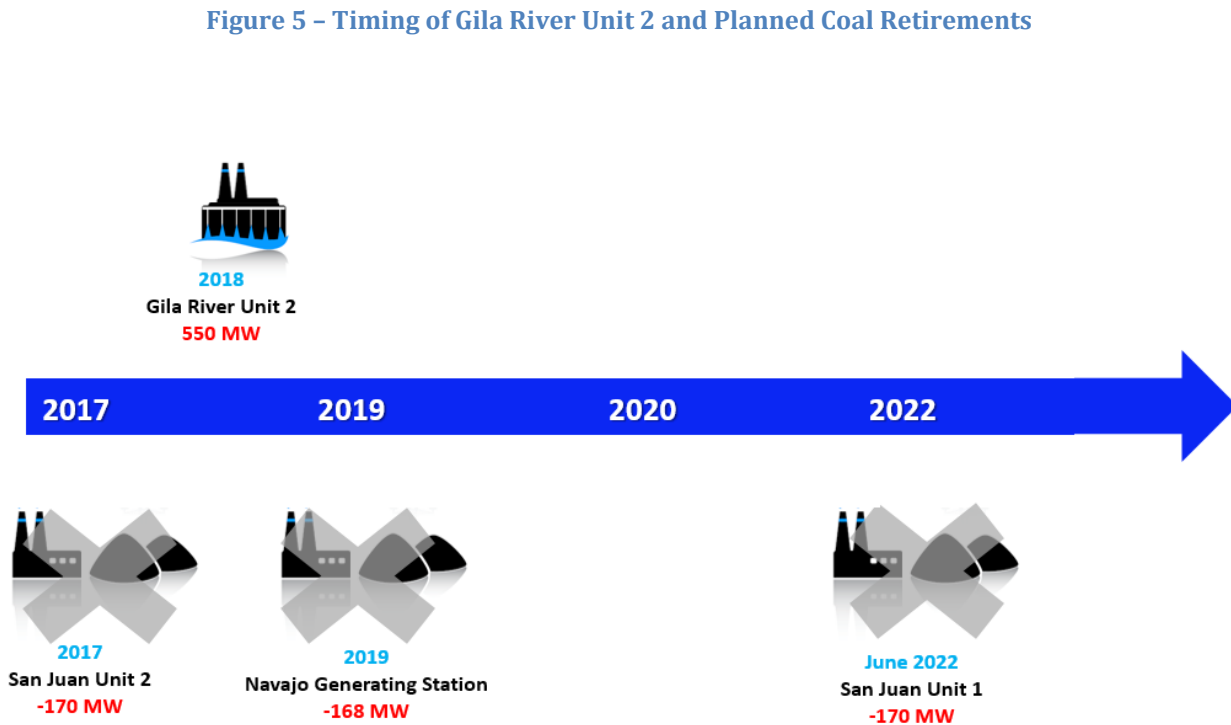 Figure 5 – Timing of Gila River Unit 2 and Planned Coal Retirements
2018
Gila River Unit 2
550 MW
2017
2019
2020
2022
2017
San Juan Unit 2
-170 MW
2019
Navajo Generating Station
-168 MW
June 2022
San Juan Unit 1
-170 MW